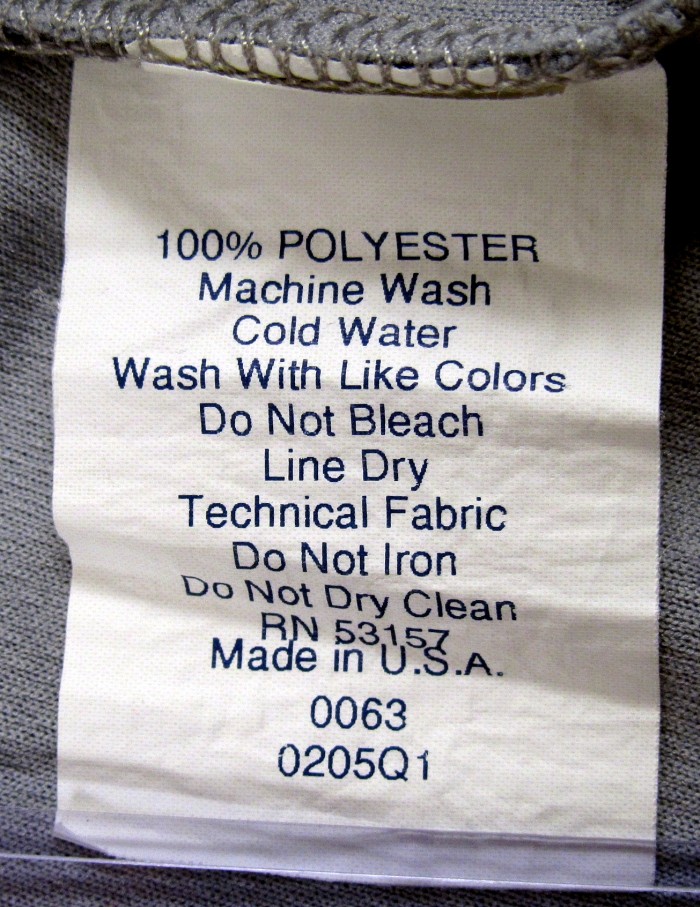 100% POLYESTER
Machine Wash
Cold Water
Wash With Like Colors
Do Not Bleach
Line Dry
Technical Fabric
Do Not Iron
Do Not Dry Clean
RN 53157
Made in U.S.A.
0063
0205Q1